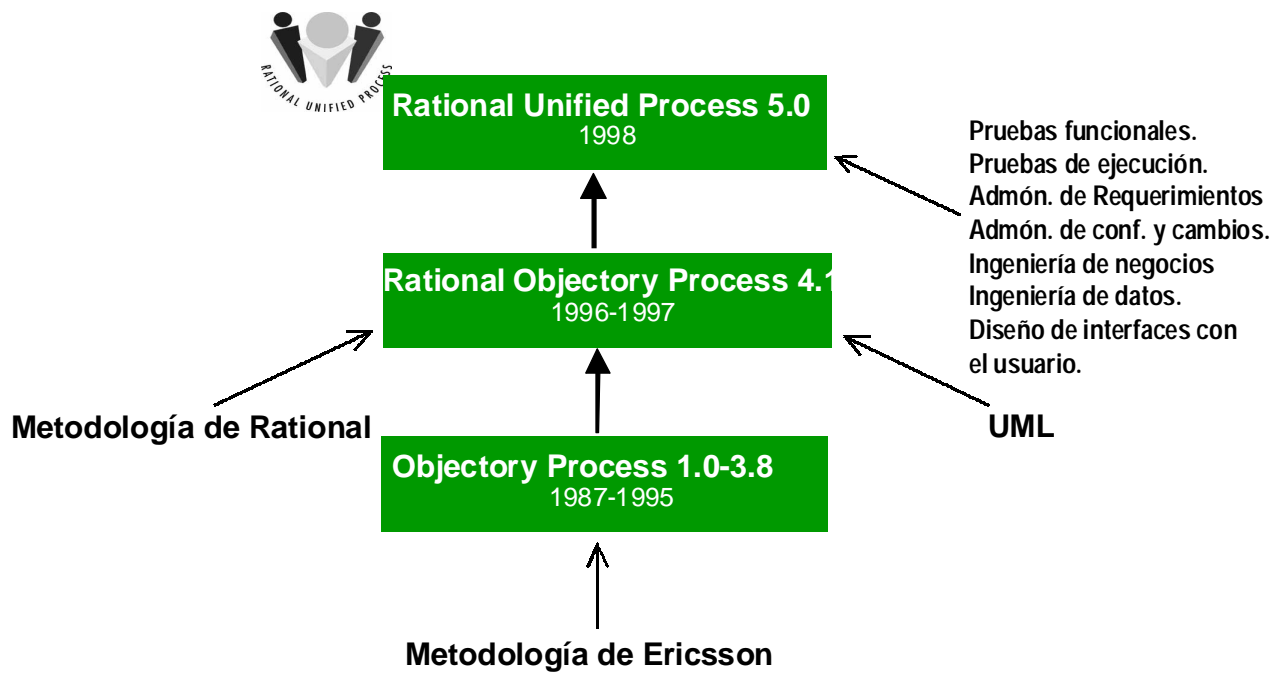 RATIONAL UNIFIED PROCESS
Rational Unified Process 5.0
1998
Pruebas funcionales.
Pruebas de ejecución.
Admón. de Requerimientos
Admón. de conf. y cambios.
Ingeniería de negocios
Ingeniería de datos.
Diseño de interfaces con
el usuario.
Rational Objectory Process 4.1
1996-1997
Metodología de Rational
UML
Objectory Process 1.0-3.8
1987-1995
Metodología de Ericsson